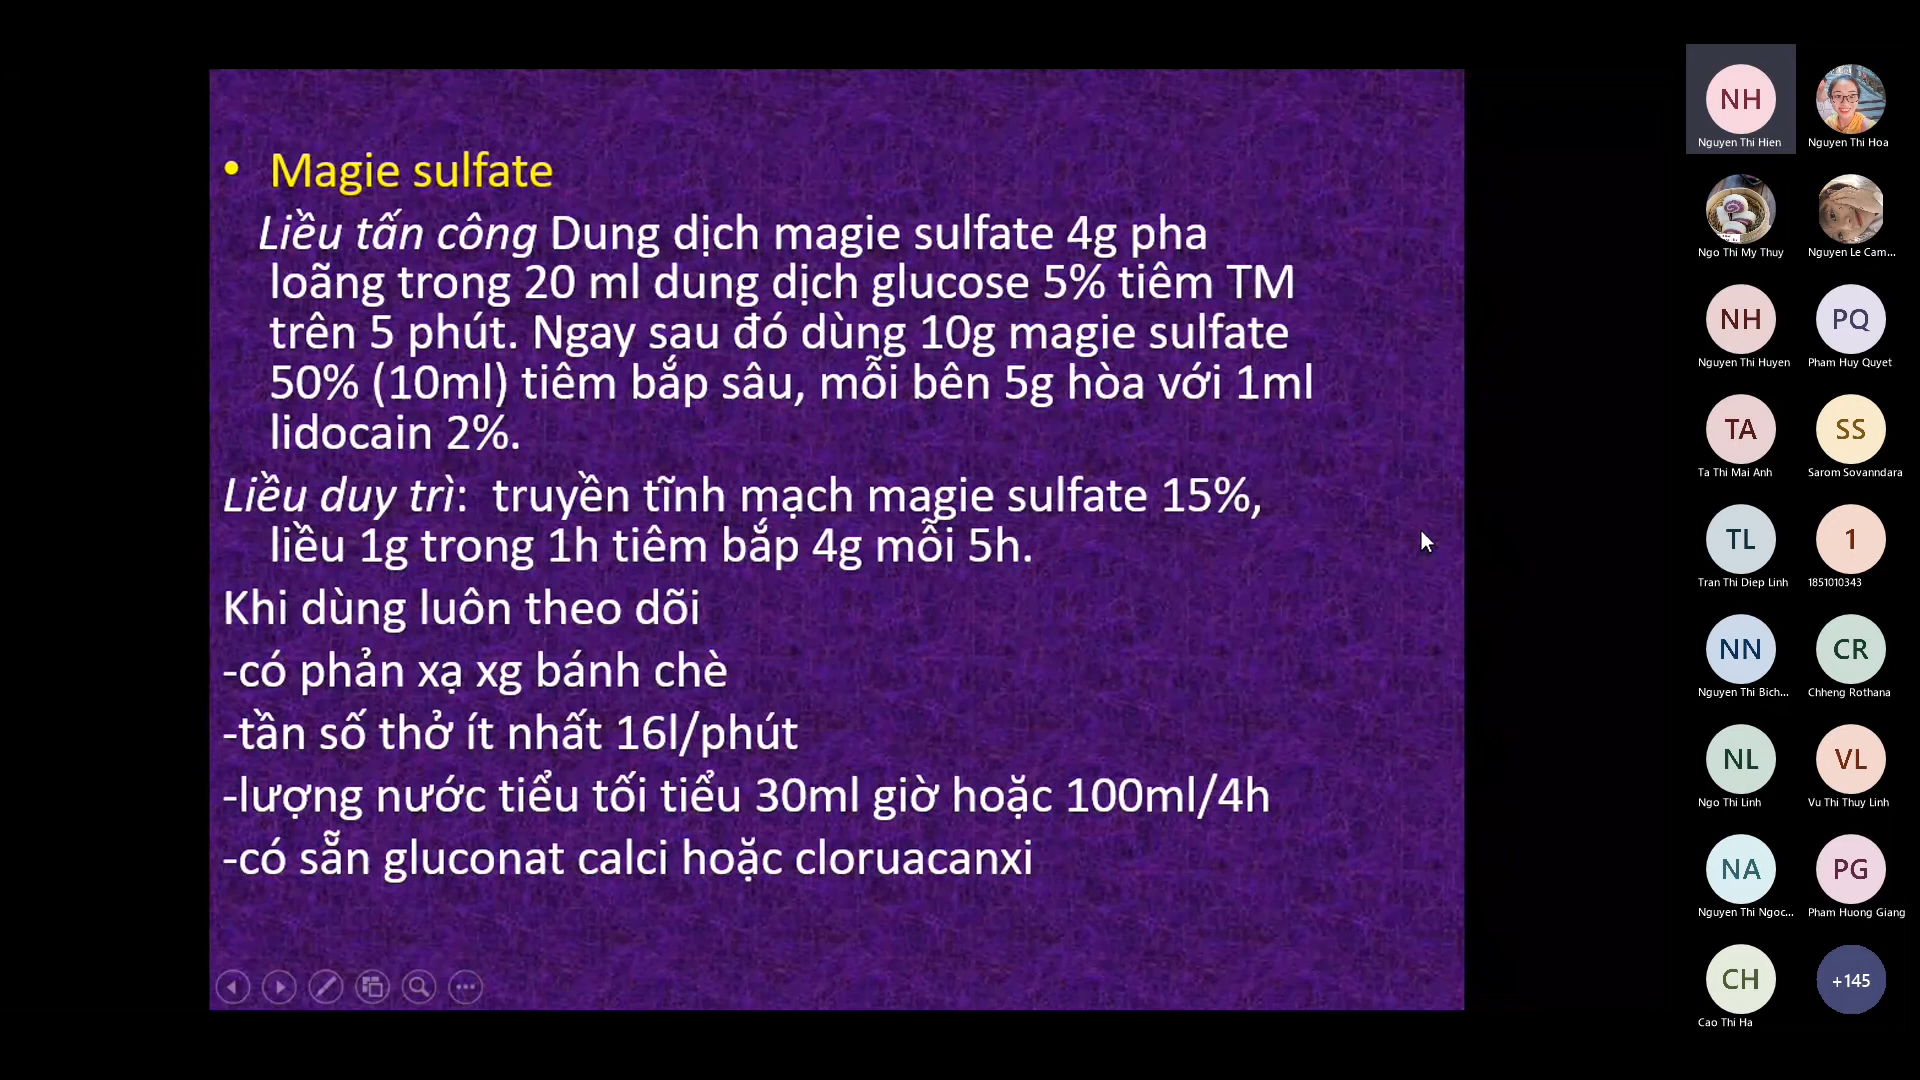 • Magie sulfate
Liều tấn công Dung dịch magie sulfate 4g pha
loãng trong 20 ml dung dịch glucose 5% tiêm TM
trên 5 phút. Ngay sau đó dùng 10g magie sulfate
50% (10ml) tiêm bắp sâu, mỗi bên 5g hòa với 1ml
lidocain 2%.
Liều duy trì: truyền tĩnh mạch magie sulfate 15%,
liều 1g trong 1h tiêm bắp 4g mỗi 5h.
Khi dùng luôn theo dõi
-có phản xạ xg bánh chè
-tần số thở ít nhất 16l/phút
-lượng nước tiểu tối tiểu 30ml giờ hoặc 100ml/4h
-có sẵn gluconat calci hoặc cloruacanxi
NH
Nguyen Thi Hien
Nguyen Thi Hoa
Ngo Thi My Thuy
Nguyen Le Cam...
NH
Nguyen Thi Huyen
PQ
Pham Huy Quyet
TA
Ta Thi Mai Anh
SS
Sarom Sovanndara
TL
Tran Thi Diep Linh
1
1851010343
NN
Nguyen Thi Bich...
CR
Chheng Rothana
NL
Ngo Thi Linh
VL
Vu Thi Thuy Linh
NA
Nguyen Thi Ngoc...
PG
Pham Huong Giang
CH
Cao Thi Ha
+145